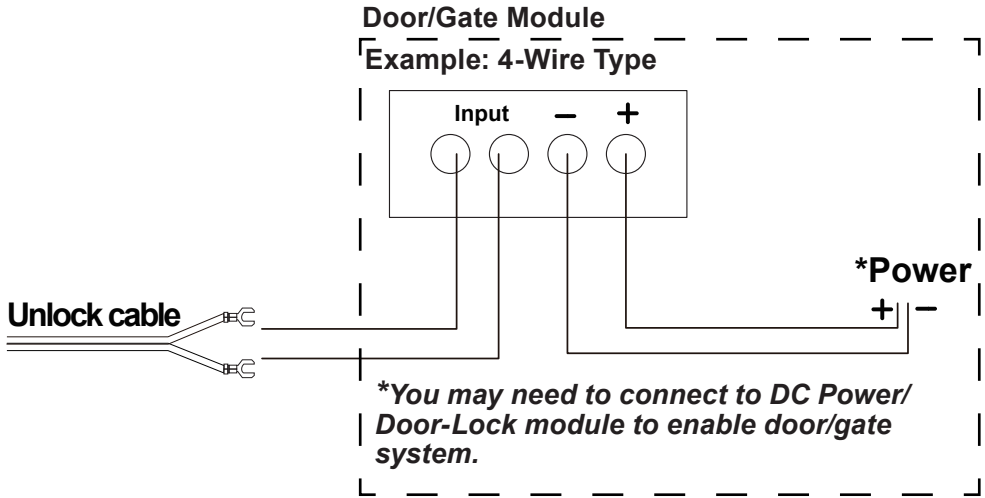 Door/Gate Module
Example: 4-Wire Type
Input − +
*Power
+ −
Unlock cable
*You may need to connect to DC Power/
Door-Lock module to enable door/gate
system.